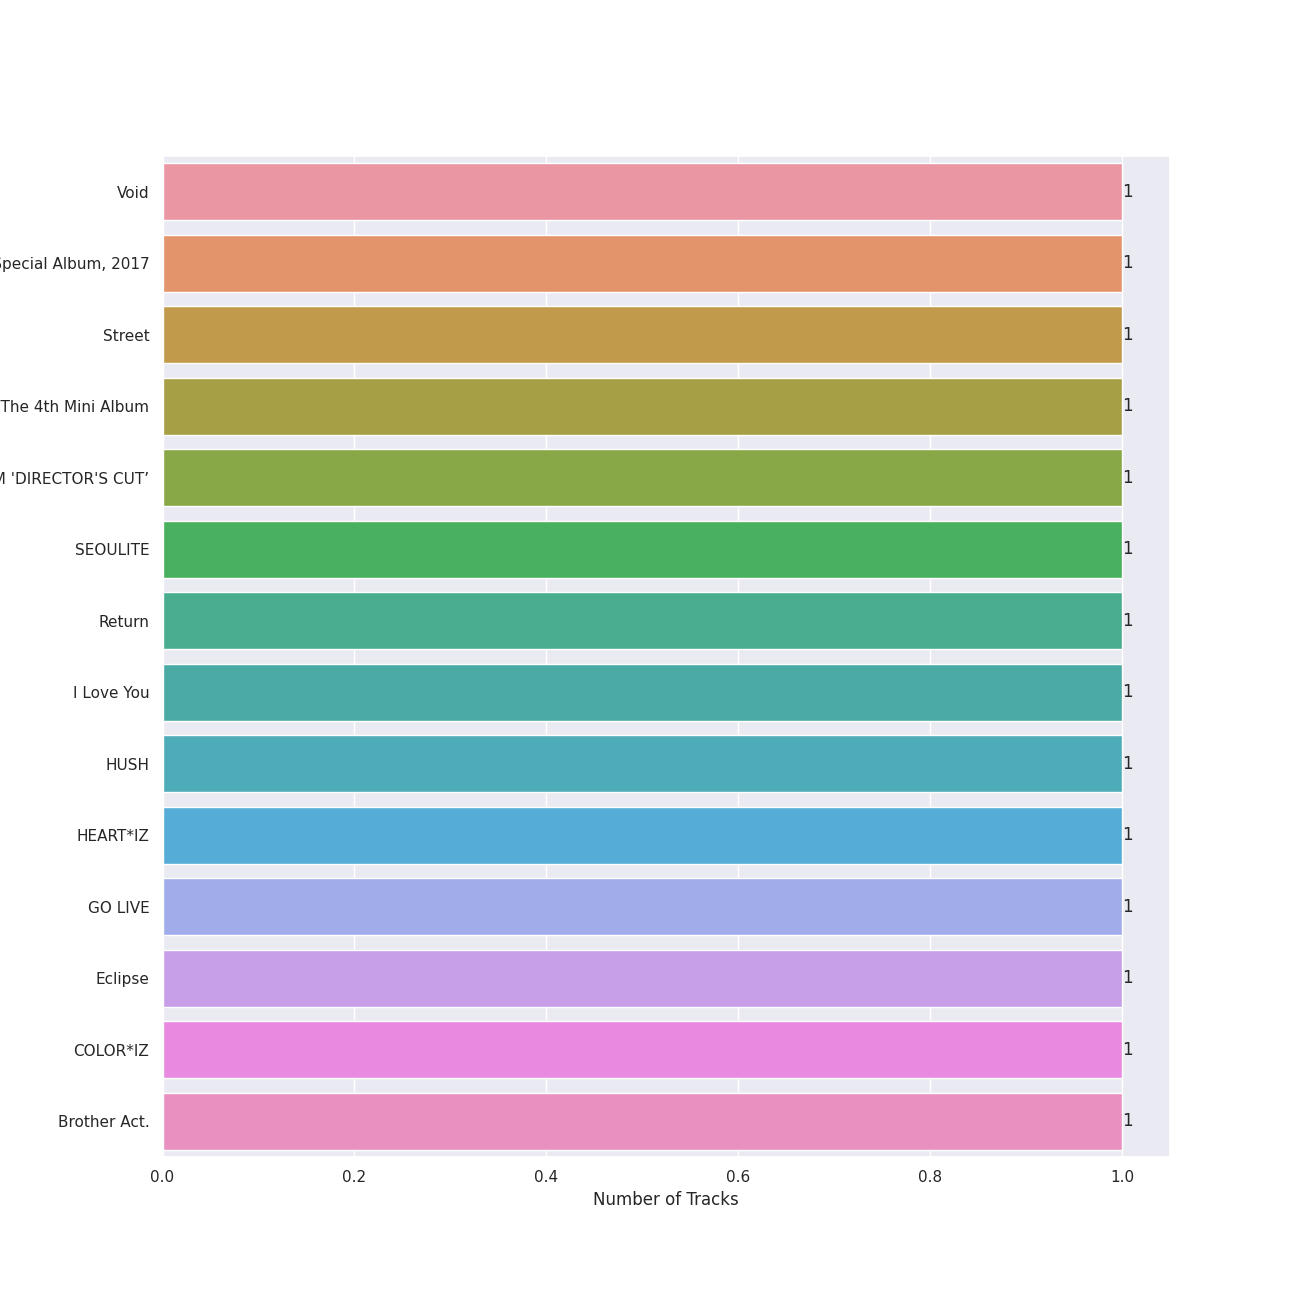 Void 1
Special Album, 2017 1
Street 1
The 4th Mini Album 1
'DIRECTOR'S CUT’ 1
SEOULITE 1
Return 1
I Love You 1
HUSH 1
HEART*IZ 1
GO LIVE 1
Eclipse 1
COLOR*IZ 1
Brother Act. 1
0.0 0.2 0.4 0.6 0.8 1.0
Number of Tracks